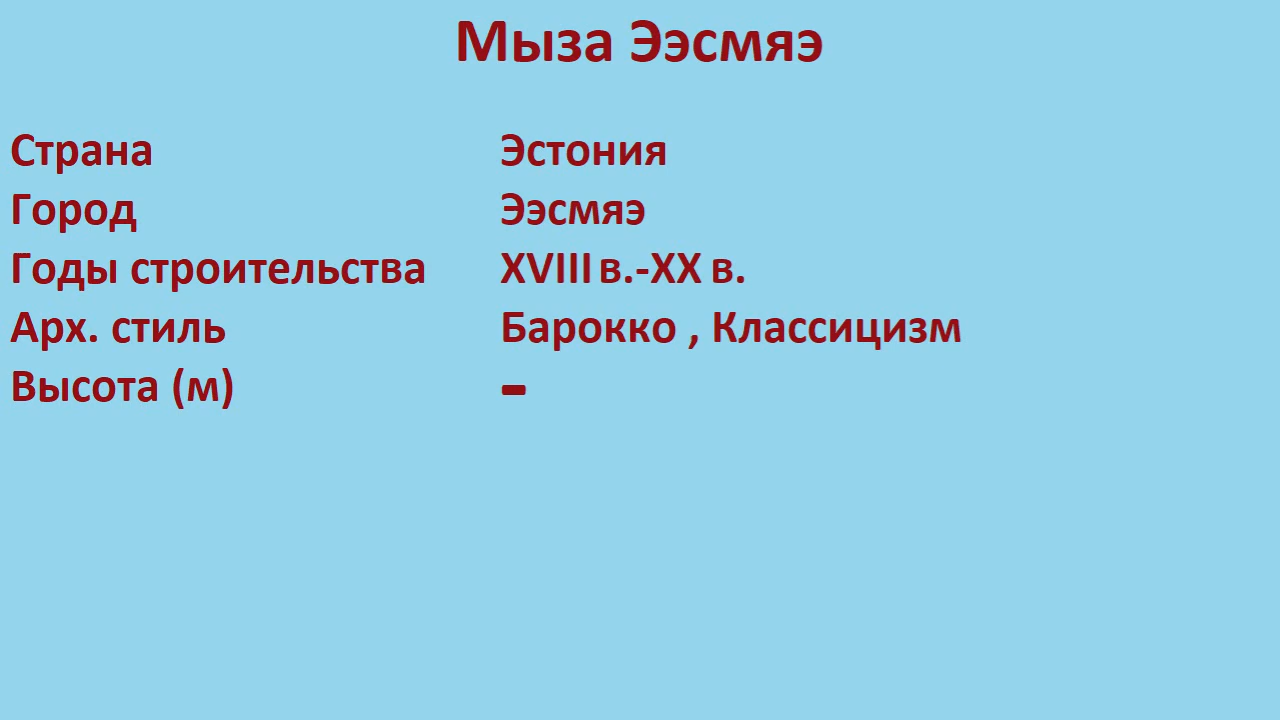 Мыза Ээсмяэ
Страна Эстония
Город Ээсмяэ
Годы строительства XVIII в.-XX в.
Арх. стиль Барокко , Классицизм
Высота (м) -